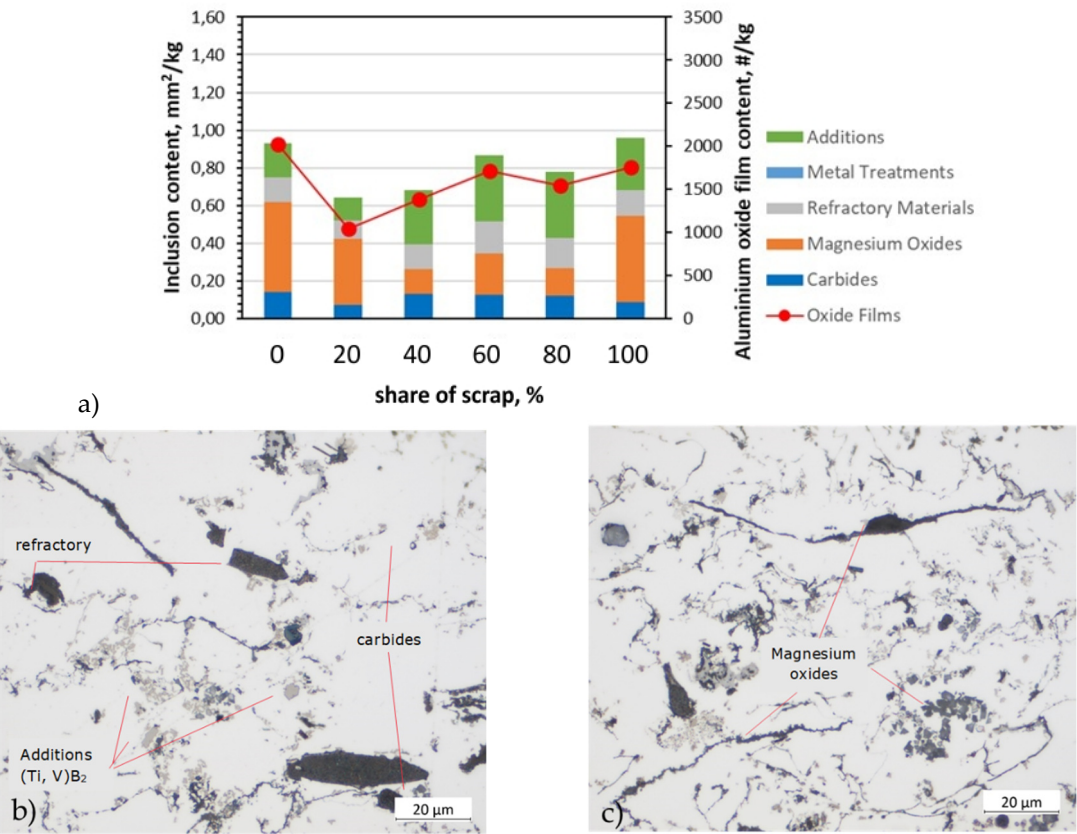 1,60
1,40
1,20
1,00
0,80
0,60
0,40
0,20
0,00
Inclusion content, mm²/kg
3500
3000
2500
2000
1500
1000
500
0
Aluminium oxide film content, #/kg
0 20 40 60 80 100
share of scrap, %
Additions
Metal Treatments
Refractory Materials
Magnesium Oxides
Carbides
Oxide Films
a)
refractory
carbides
Additions
(Ti, V)B₂
20 µm
b)
Magnesium
oxides
20 µm
c)